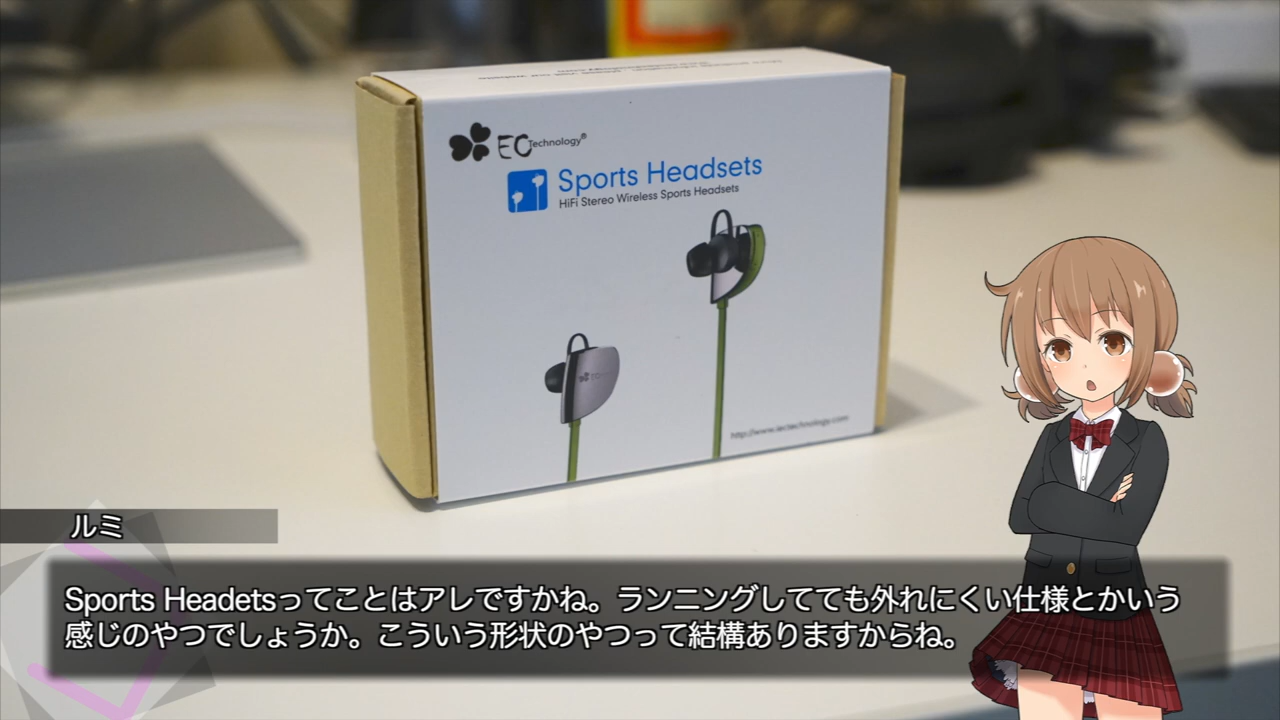 EC Technology®
Sports Headsets
HiFi Stereo Wireless Sports Headsets
http://www.iectechnology.com
ルミ
Sports Headetsってことはアレですかね。ランニングしてても外れにくい仕様とかいう
感じのやつでしょうか。こういう形状のやつって結構ありますからね。